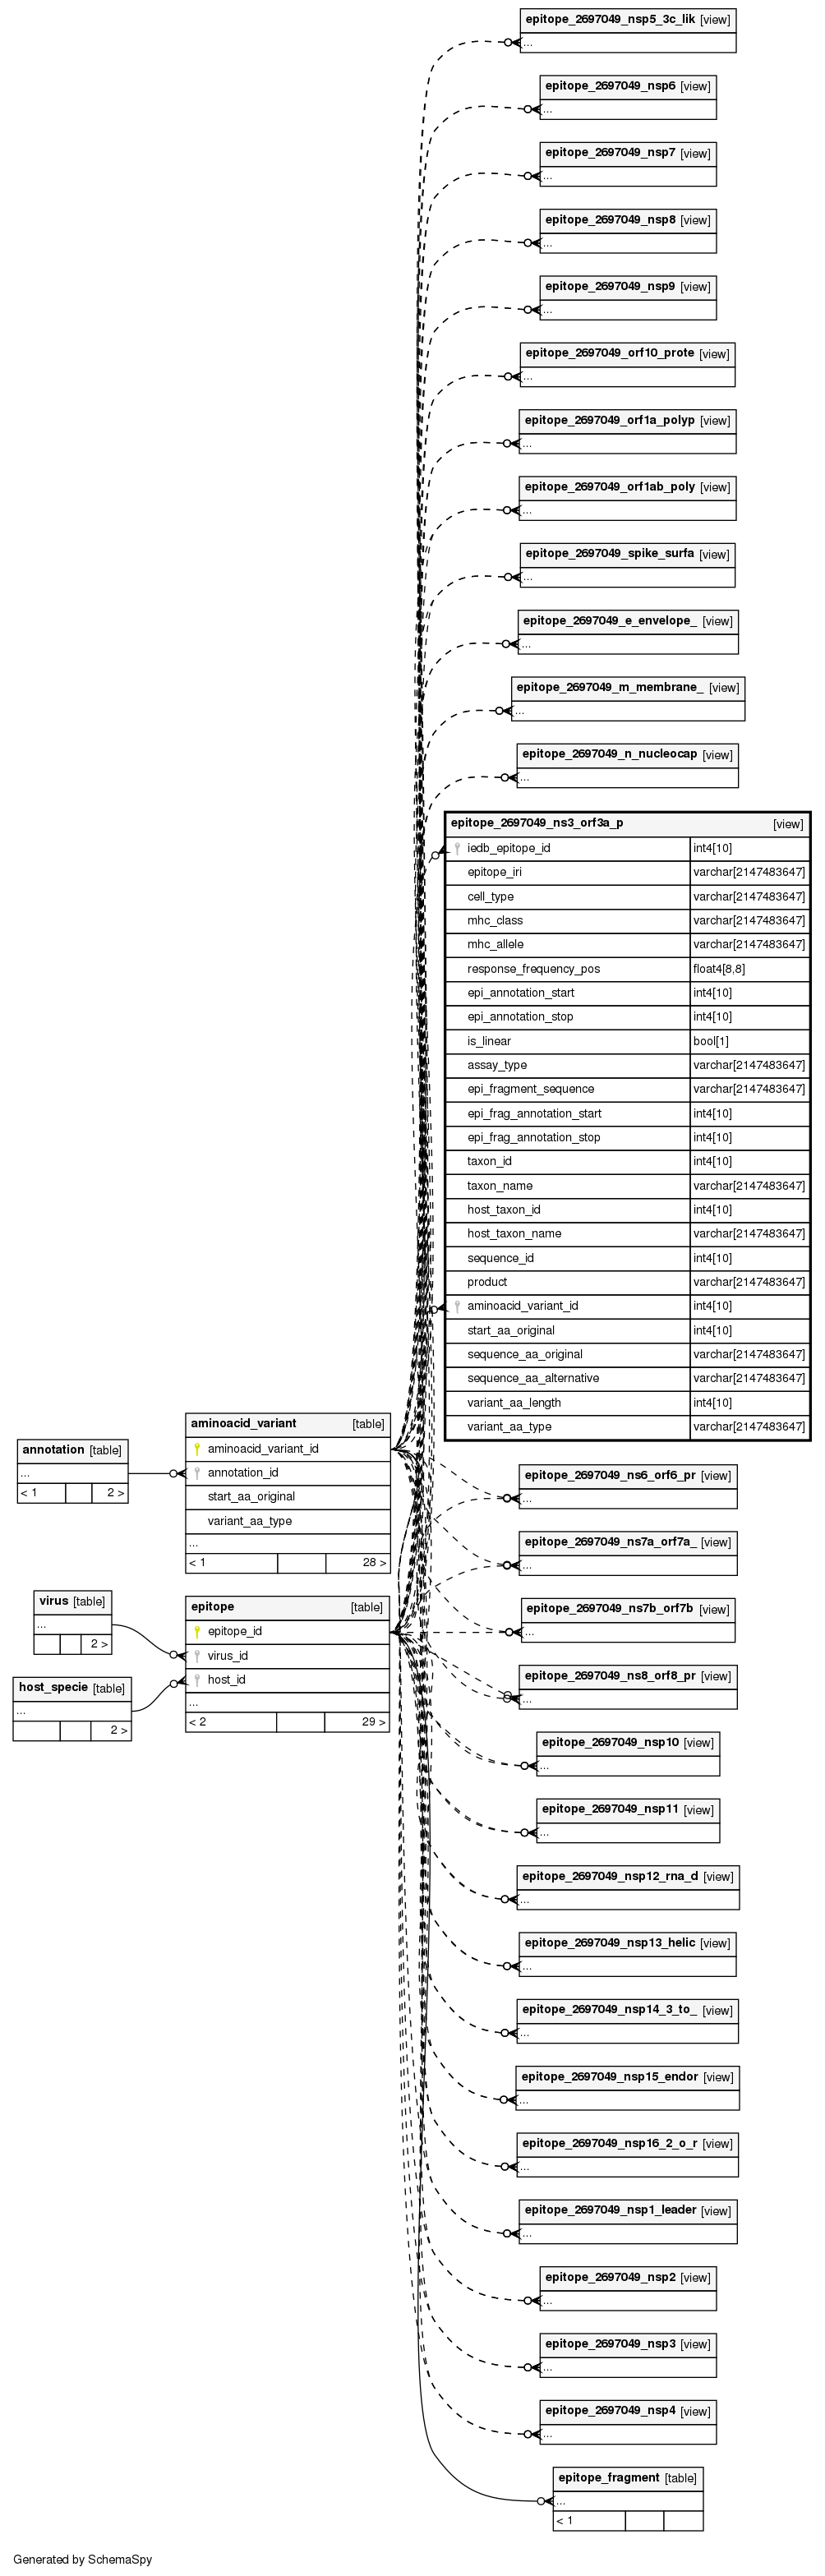 epitope_2697049_nsp5_3c_lik [view]
...
epitope_2697049_nsp6 [view]
...
epitope_2697049_nsp7 [view]
...
epitope_2697049_nsp8 [view]
...
epitope_2697049_nsp9 [view]
...
epitope_2697049_orf10_prote [view]
...
epitope_2697049_orf1a_polyp [view]
...
epitope_2697049_orf1ab_poly [view]
...
epitope_2697049_spike_surfa [view]
...
epitope_2697049_e_envelope_ [view]
...
epitope_2697049_m_membrane_ [view]
...
epitope_2697049_n_nucleocap [view]
...
epitope_2697049_ns3_orf3a_p [view]
iedb_epitope_id int4[10]
epitope_iri varchar[2147483647]
cell_type varchar[2147483647]
mhc_class varchar[2147483647]
mhc_allele varchar[2147483647]
response_frequency_pos float4[8,8]
epi_annotation_start int4[10]
epi_annotation_stop int4[10]
is_linear bool[1]
assay_type varchar[2147483647]
epi_fragment_sequence varchar[2147483647]
epi_frag_annotation_start int4[10]
epi_frag_annotation_stop int4[10]
taxon_id int4[10]
taxon_name varchar[2147483647]
host_taxon_id int4[10]
host_taxon_name varchar[2147483647]
sequence_id int4[10]
product varchar[2147483647]
aminoacid_variant_id int4[10]
start_aa_original int4[10]
sequence_aa_original varchar[2147483647]
sequence_aa_alternative varchar[2147483647]
variant_aa_length int4[10]
variant_aa_type varchar[2147483647]
annotation [table]
...
< 1 2 >
aminoacid_variant [table]
aminoacid_variant_id
annotation_id
start_aa_original
variant_aa_type
...
< 1 28 >
virus [table]
...
2 >
host_specie [table]
...
2 >
epitope [table]
epitope_id
virus_id
host_id
...
< 2 29 >
epitope_2697049_ns6_orf6_pr [view]
...
epitope_2697049_ns7a_orf7a_ [view]
...
epitope_2697049_ns7b_orf7b [view]
...
epitope_2697049_ns8_orf8_pr [view]
...
epitope_2697049_nsp10 [view]
...
epitope_2697049_nsp11 [view]
...
epitope_2697049_nsp12_rna_d [view]
...
epitope_2697049_nsp13_helic [view]
...
epitope_2697049_nsp14_3_to_ [view]
...
epitope_2697049_nsp15_endor [view]
...
epitope_2697049_nsp16_2_o_r [view]
...
epitope_2697049_nsp1_leader [view]
...
epitope_2697049_nsp2 [view]
...
epitope_2697049_nsp3 [view]
...
epitope_2697049_nsp4 [view]
...
epitope_fragment [table]
...
< 1
Generated by SchemaSpy